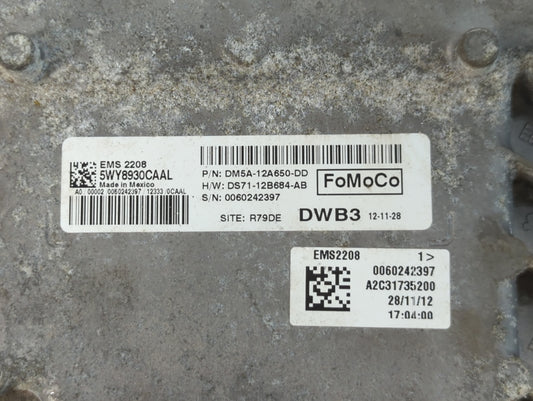 EMS 2208
5WY8930CAAL
Made in Mexico
A0 00002 0060242397 12333 /0CAAL
P/N: DM5A-12A650-DD
H/W: DS71-12B684-AB
S/N: 0060242397
FoMoCo
SITE: R79DE DWB3 12-11-28
EMS2208 1>
0060242397
A2C31735200
28/11/12
17:04:00